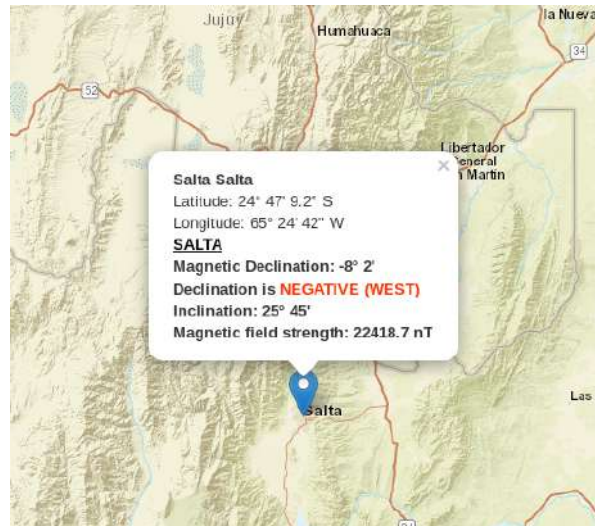 Jujuy
Humahuaca
la Nueva
34
52
Libertador
General
n Martin
×
Salta Salta
Latitude: 24° 47' 9.2" S
Longitude: 65° 24' 42" W
SALTA
Magnetic Declination: -8° 2'
Declination is NEGATIVE (WEST)
Inclination: 25° 45'
Magnetic field strength: 22418.7 nT
Las
Salta